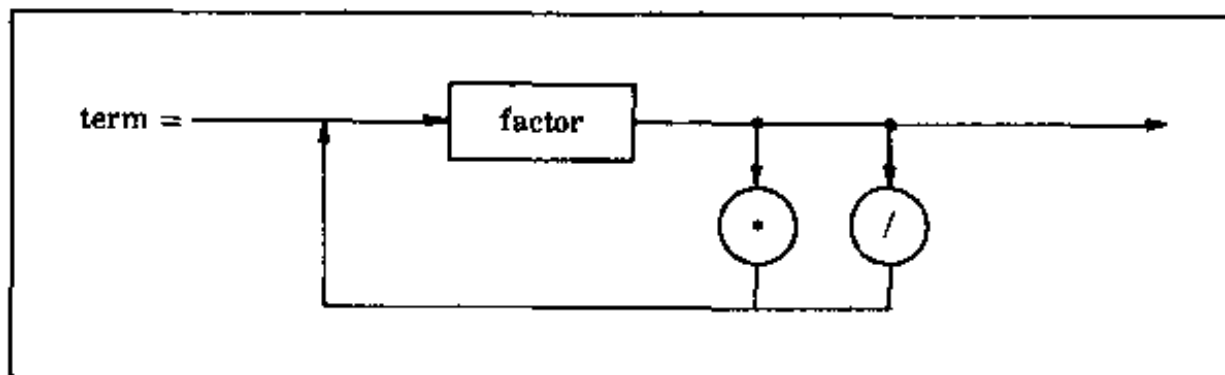 term =
factor
* /